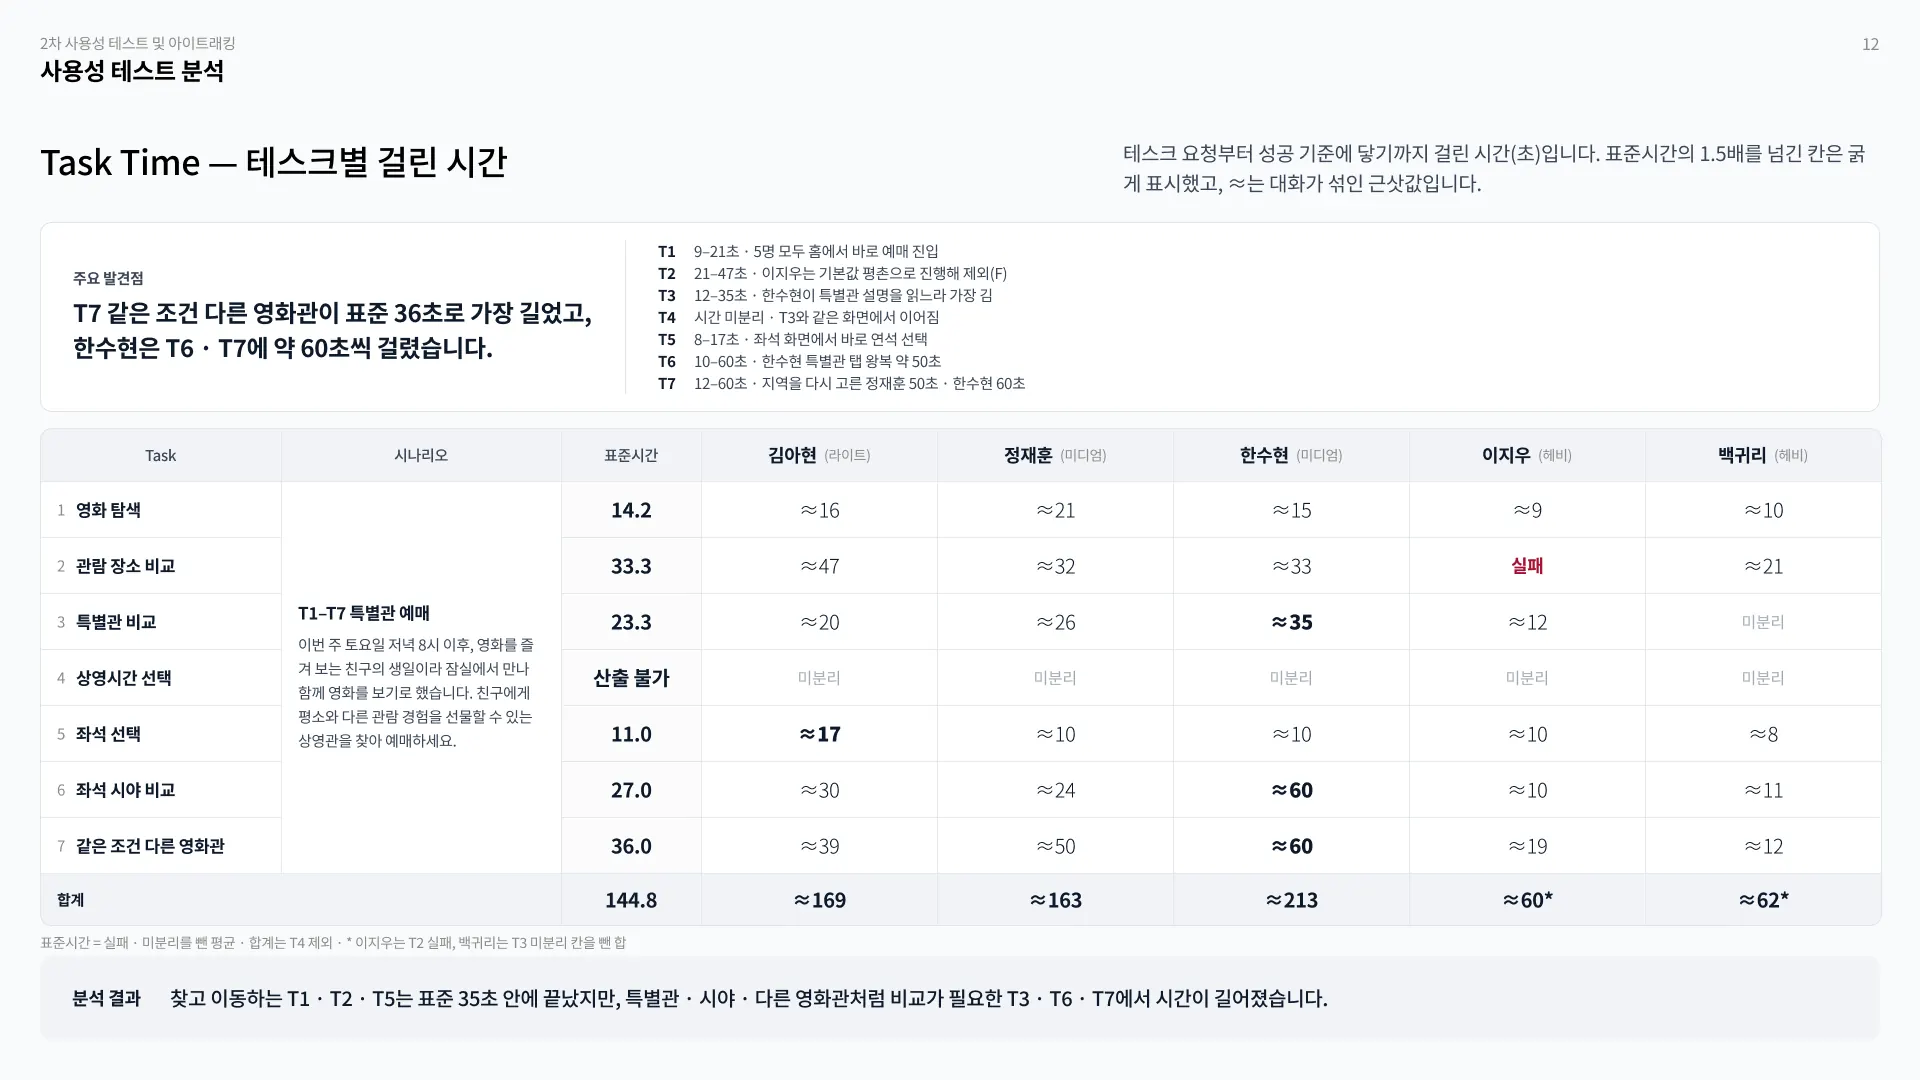 2차 사용성 테스트 및 아이트래킹
12
사용성 테스트 분석
Task Time — 테스크별 걸린 시간
테스크 요청부터 성공 기준에 닿기까지 걸린 시간(초)입니다. 표준시간의 1.5배를 넘긴 칸은 굵
게 표시했고, ≈는 대화가 섞인 근삿값입니다.
주요 발견점
T7 같은 조건 다른 영화관이 표준 36초로 가장 길었고,
한수현은 T6 · T7에 약 60초씩 걸렸습니다.
T1 9–21초 · 5명 모두 홈에서 바로 예매 진입
T2 21–47초 · 이지우는 기본값 평촌으로 진행해 제외(F)
T3 12–35초 · 한수현이 특별관 설명을 읽느라 가장 김
T4 시간 미분리 · T3와 같은 화면에서 이어짐
T5 8–17초 · 좌석 화면에서 바로 연석 선택
T6 10–60초 · 한수현 특별관 탭 왕복 약 50초
T7 12–60초 · 지역을 다시 고른 정재훈 50초 · 한수현 60초
Task 시나리오 표준시간 김아현 (라이트) 정재훈 (미디엄) 한수현 (미디엄) 이지우 (헤비) 백귀리 (헤비)
1 영화 탐색 14.2 ≈16 ≈21 ≈15 ≈9 ≈10
2 관람 장소 비교 33.3 ≈47 ≈32 ≈33 실패 ≈21
3 특별관 비교 23.3 ≈20 ≈26 ≈35 ≈12 미분리
4 상영시간 선택 산출 불가 미분리 미분리 미분리 미분리 미분리
5 좌석 선택 11.0 ≈17 ≈10 ≈10 ≈10 ≈8
6 좌석 시야 비교 27.0 ≈30 ≈24 ≈60 ≈10 ≈11
7 같은 조건 다른 영화관 36.0 ≈39 ≈50 ≈60 ≈19 ≈12
T1–T7 특별관 예매
이번 주 토요일 저녁 8시 이후, 영화를 즐
겨 보는 친구의 생일이라 잠실에서 만나
함께 영화를 보기로 했습니다. 친구에게
평소와 다른 관람 경험을 선물할 수 있는
상영관을 찾아 예매하세요.
합계 144.8 ≈169 ≈163 ≈213 ≈60* ≈62*
표준시간 = 실패 · 미분리를 뺀 평균 · 합계는 T4 제외 · * 이지우는 T2 실패, 백귀리는 T3 미분리 칸을 뺀 합
분석 결과 찾고 이동하는 T1 · T2 · T5는 표준 35초 안에 끝났지만, 특별관 · 시야 · 다른 영화관처럼 비교가 필요한 T3 · T6 · T7에서 시간이 길어졌습니다.